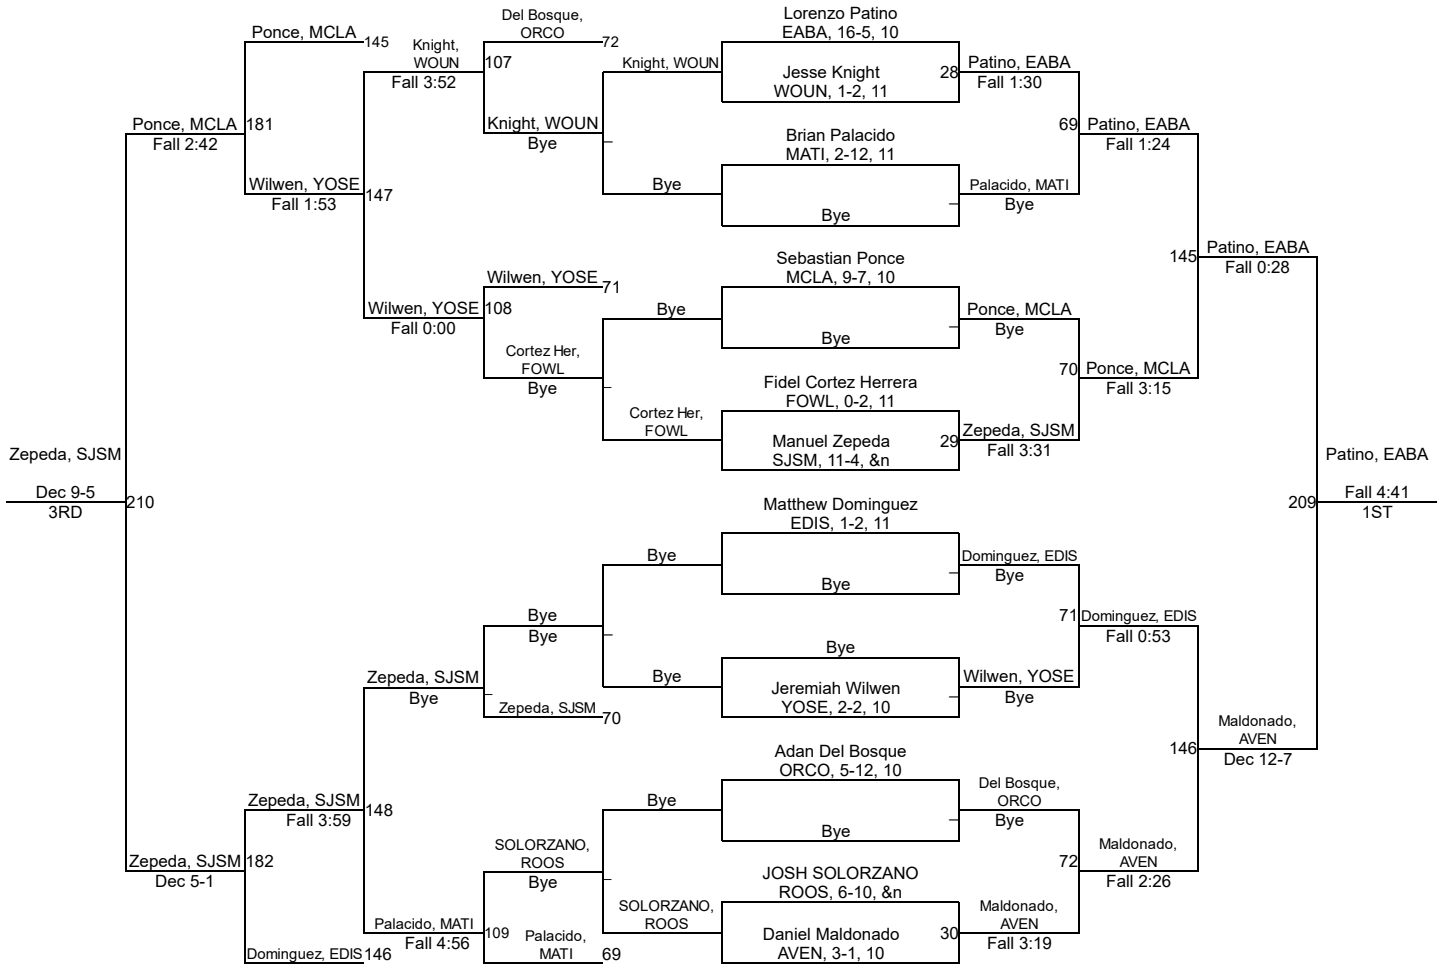 Ponce, MCLA
145
Ponce, MCLA
181
Fall 2:42
Wilwen, YOSE
Fall 1:53
147
Knight,
WOUN
107
Fall 3:52
Del Bosque,
ORCO
72
Knight, WOUN
Bye
Knight, WOUN
Bye
Wilwen, YOSE
71
Wilwen, YOSE
108
Fall 0:00
Cortez Her,
FOWL
Bye
Bye
Cortez Her,
FOWL
Lorenzo Patino
EABA, 16-5, 10
Jesse Knight
WOUN, 1-2, 11
28
Patino, EABA
Fall 1:30
Brian Palacido
MATI, 2-12, 11
Bye
Palacido, MATI
Bye
69
Patino, EABA
Fall 1:24
Sebastian Ponce
MCLA, 9-7, 10
Bye
Ponce, MCLA
Bye
Fidel Cortez Herrera
FOWL, 0-2, 11
Manuel Zepeda
SJSM, 11-4, &n
29
Zepeda, SJSM
Fall 3:31
70
Ponce, MCLA
Fall 3:15
145
Patino, EABA
Fall 0:28
Zepeda, SJSM
Dec 9-5
3RD
210
209
Patino, EABA
Fall 4:41
1ST
Matthew Dominguez
EDIS, 1-2, 11
Bye
Dominguez, EDIS
Bye
Bye
Jeremiah Wilwen
YOSE, 2-2, 10
Wilwen, YOSE
Bye
71
Dominguez, EDIS
Fall 0:53
Bye
Bye
Bye
Bye
Zepeda, SJSM
Bye
Zepeda, SJSM
70
Adan Del Bosque
ORCO, 5-12, 10
Bye
Del Bosque,
ORCO
Bye
JOSH SOLORZANO
ROOS, 6-10, &n
Daniel Maldonado
AVEN, 3-1, 10
30
Maldonado,
AVEN
Fall 3:19
72
Maldonado,
AVEN
Fall 2:26
146
Maldonado,
AVEN
Dec 12-7
Bye
SOLORZANO,
ROOS
SOLORZANO,
ROOS
Bye
Zepeda, SJSM
Fall 3:59
148
Zepeda, SJSM
182
Dec 5-1
Palacido, MATI
109
Fall 4:56
Palacido,
MATI
69
Dominguez, EDIS
146